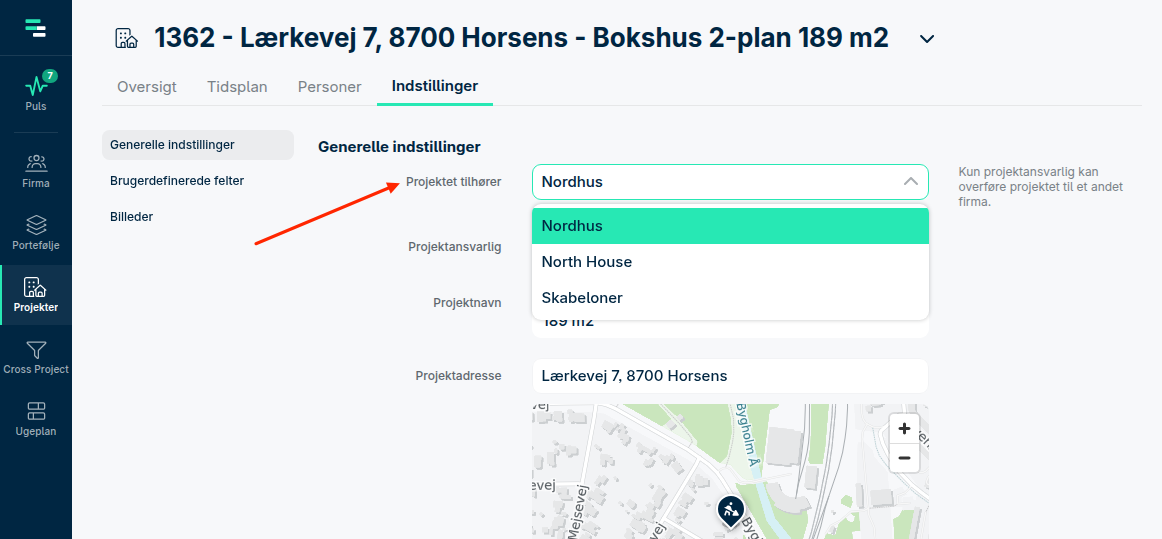 1362 - Lærkevej 7, 8700 Horsens - Bokshus 2-plan 189 m2
7
Puls
Firma
Portefølje
Projekter
Cross Project
Ugeplan
Oversigt
Tidsplan
Personer
Indstillinger
Generelle indstillinger
Brugerdefinerede felter
Billeder
Generelle indstillinger
Projektet tilhører
Nordhus
Nordhus
North House
Skabeloner
Kun projektansvarlig kan
overføre projektet til et andet
firma.
Projektansvarlig
Projektnavn
189 m2
Projektadresse
Lærkevej 7, 8700 Horsens
Bygholm Å
Mejsevej
evej
vej
+
−